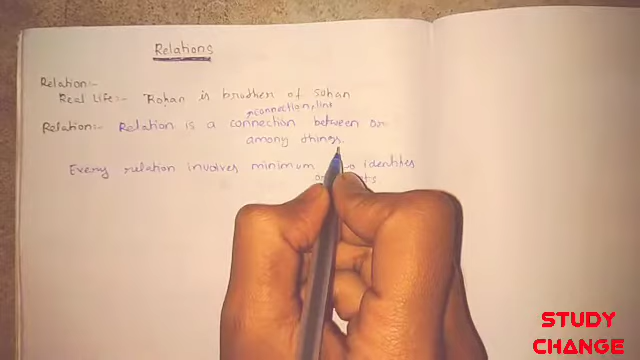 Relations
Relation:-
Real Life:- Rohan is brother of Sohan
connection, link
Relation:- Relation is a connection between or
among things.
Every relation involves minimum identites
STUDY
CHANGE